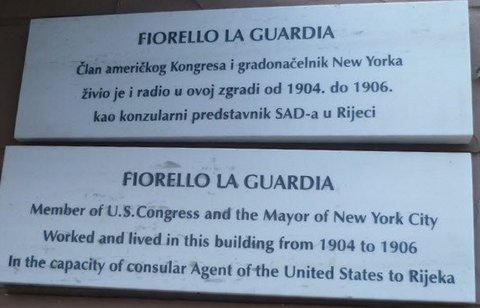 FIORELLO LA GUARDIA
Član američkog Kongresa i gradonačelnik New Yorka
živio je i radio u ovoj zgradi od 1904. do 1906.
kao konzularni predstavnik SAD-a u Rijeci
FIORELLO LA GUARDIA
Member of U.S.Congress and the Mayor of New York City
Worked and lived in this building from 1904 to 1906
In the capacity of consular Agent of the United States to Rijeka